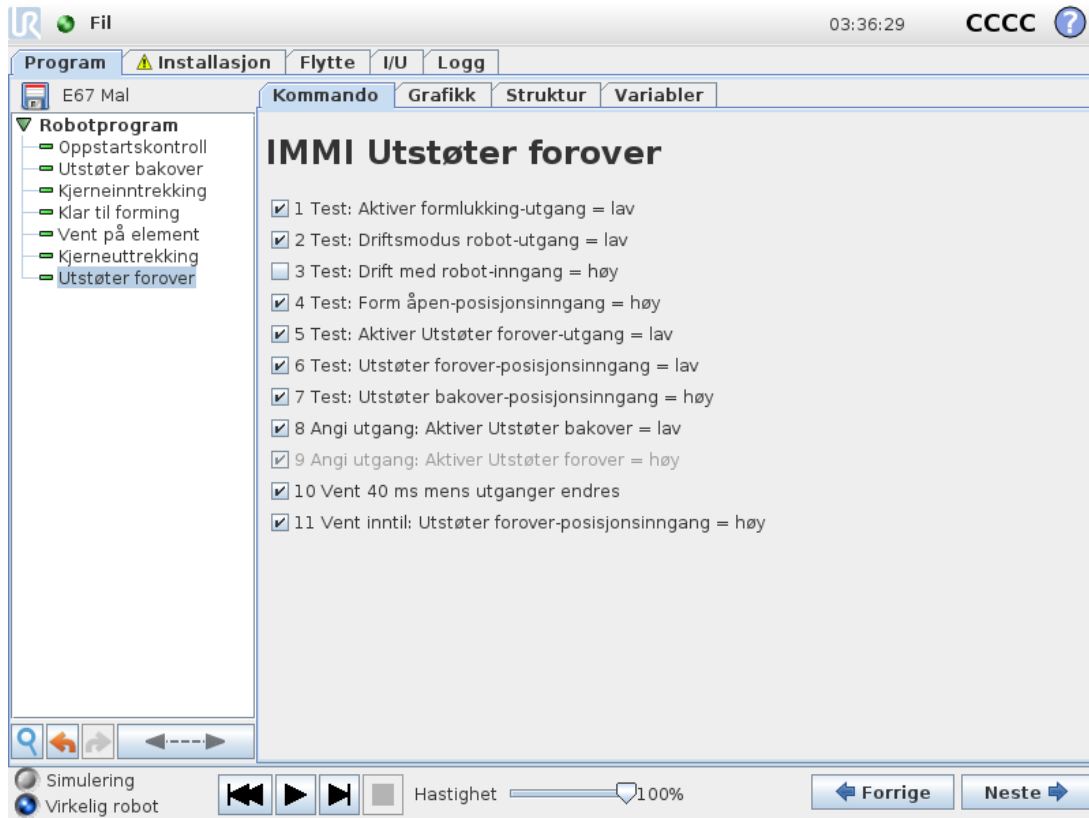 UR Fil 03:36:29 CCCC ?
Program Installasjon Flytte I/U Logg
E67 Mal Kommando Grafikk Struktur Variabler
Robotprogram
Oppstartskontroll
Utstøter bakover
Kjerneinntrekking
Klar til forming
Vent på element
Kjerneuttrekking
Utstøter forover
IMMI Utstøter forover
1 Test: Aktiver formlukking-utgang = lav
2 Test: Driftsmodus robot-utgang = lav
3 Test: Drift med robot-inngang = høy
4 Test: Form åpen-posisjonsinngang = høy
5 Test: Aktiver Utstøter forover-utgang = lav
6 Test: Utstøter forover-posisjonsinngang = lav
7 Test: Utstøter bakover-posisjonsinngang = høy
8 Angi utgang: Aktiver Utstøter bakover = lav
9 Angi utgang: Aktiver Utstøter forover = høy
10 Vent 40 ms mens utganger endres
11 Vent inntil: Utstøter forover-posisjonsinngang = høy
Simulering
Virkelig robot
Hastighet 100% Forrige Neste